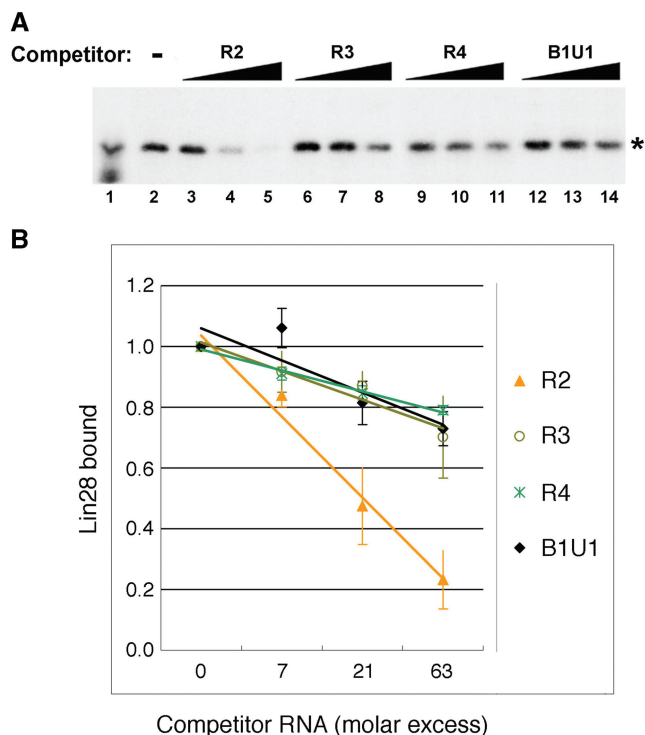 A
Competitor: - R2 R3 R4 B1U1
*
1 2 3 4 5 6 7 8 9 10 11 12 13 14
B
1.2
1.0
0.8
0.6
0.4
0.2
0.0
Lin28 bound
0 7 21 63
Competitor RNA (molar excess)
R2
R3
R4
B1U1